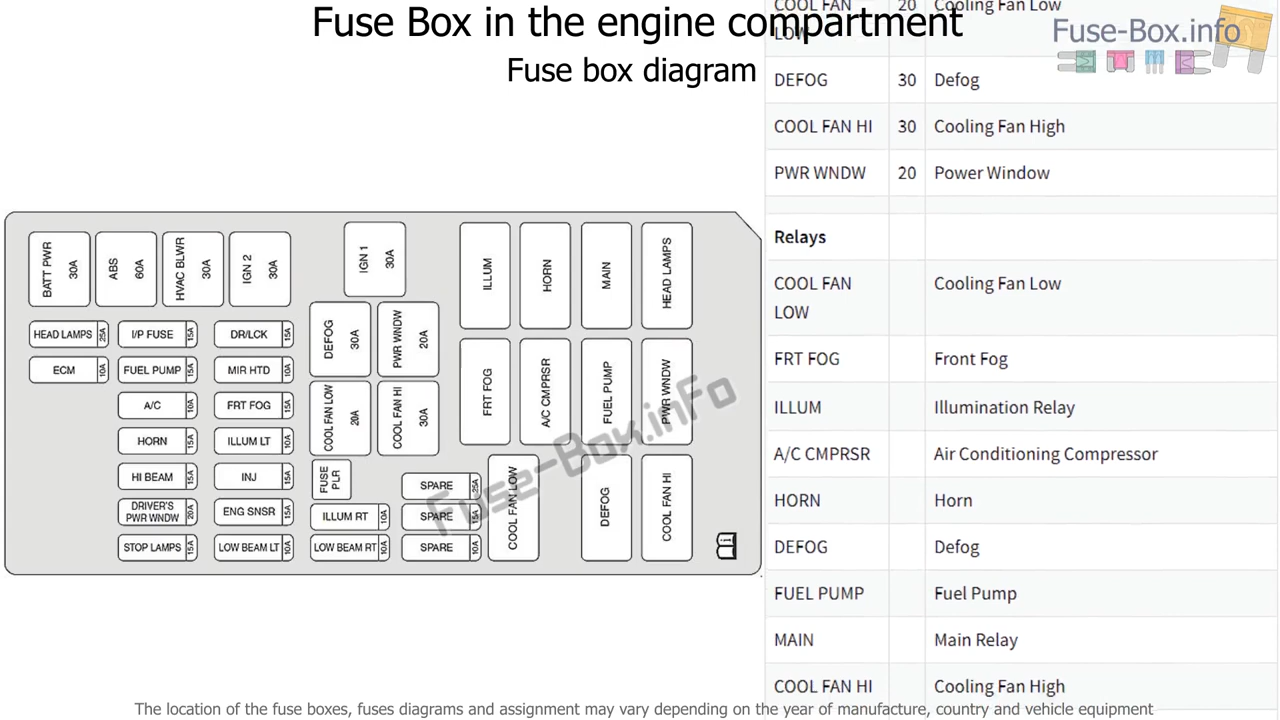 Fuse Box in the engine compartment
Fuse box diagram
Fuse-Box.info
COOL FAN 20 Cooling Fan Low
LOW
DEFOG 30 Defog
COOL FAN HI 30 Cooling Fan High
PWR WNDW 20 Power Window
Relays
COOL FAN Cooling Fan Low
LOW
FRT FOG Front Fog
ILLUM Illumination Relay
A/C CMPRSR Air Conditioning Compressor
HORN Horn
DEFOG Defog
FUEL PUMP Fuel Pump
MAIN Main Relay
COOL FAN HI Cooling Fan High
BATT PWR 30A
ABS 60A
HVAC BLWR 30A
IGN 2 30A
IGN 1 30A
ILLUM
HORN
MAIN
HEAD LAMPS
HEAD LAMPS 25A
I/P FUSE 15A
DR/LCK 15A
DEFOG 30A
PWR WNDW 20A
ECM 10A
FUEL PUMP 15A
MIR HTD 10A
A/C 10A
FRT FOG 15A
COOL FAN LOW 20A
COOL FAN HI 30A
FRT FOG
A/C CMPRSR
FUEL PUMP
PWR WNDW
HORN 15A
ILLUM LT 10A
HI BEAM 15A
INJ 15A
FUSE
PLR
SPARE 25A
DRIVER'S
PWR WNDW 20A
ENG SNSR 15A
ILLUM RT 10A
SPARE 15A
STOP LAMPS 15A
LOW BEAM LT 10A
LOW BEAM RT 10A
SPARE 10A
COOL FAN LOW
DEFOG
COOL FAN HI
Fuse-Box.inFo
The location of the fuse boxes, fuses diagrams and assignment may vary depending on the year of manufacture, country and vehicle equipment